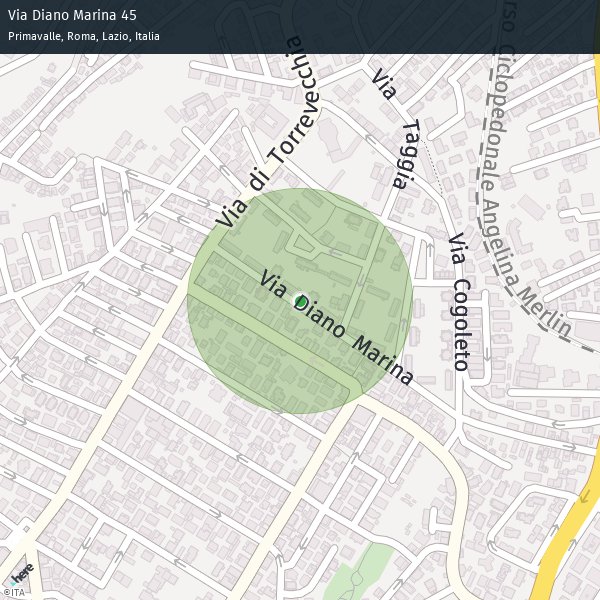 Via Diano Marina 45
Primavalle, Roma, Lazio, Italia
Via di Torrevecchia
Via Taggia
orso Ciclopedonale Angelina Merlin
Via Cogoleto
Via Diano Marina
here
©ITA